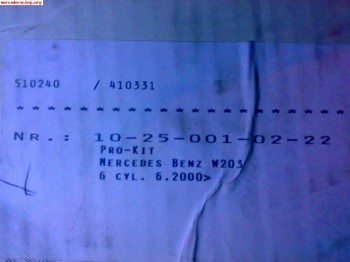 mercadoracing.org
510240 / 410331
* * * * * * * * * * * * * * * * * * * * * *
NR.: 10-25-001-02-22
PRO-KIT
MERCEDES BENZ W203
6 CYL. 6.2000>